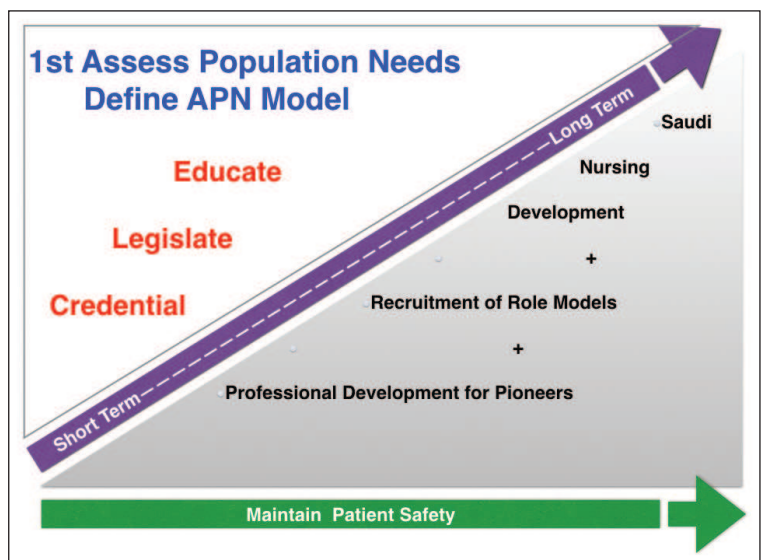 1st Assess Population Needs
Define APN Model
Educate
Legislate
Credential
Short Term
Long Term
Saudi
Nursing
Development
+
Recruitment of Role Models
+
Professional Development for Pioneers
Maintain Patient Safety